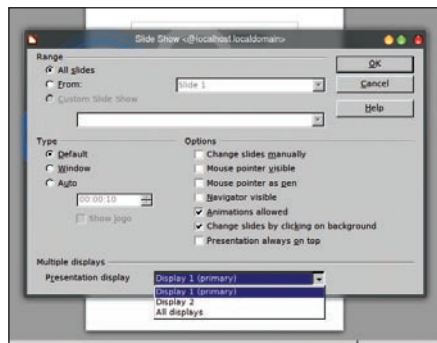 Slide Show <@localhost.localdomain>
Range
All slides
From:
Slide 1
Custom Slide Show
OK
Cancel
Help
Type
Default
Window
Auto
00:00:10
Show logo
Options
Change slides manually
Mouse pointer visible
Mouse pointer as pen
Navigator visible
Animations allowed
Change slides by clicking on background
Presentation always on top
Multiple displays
Presentation display
Display 1 (primary)
Display 1 (primary)
Display 2
All displays